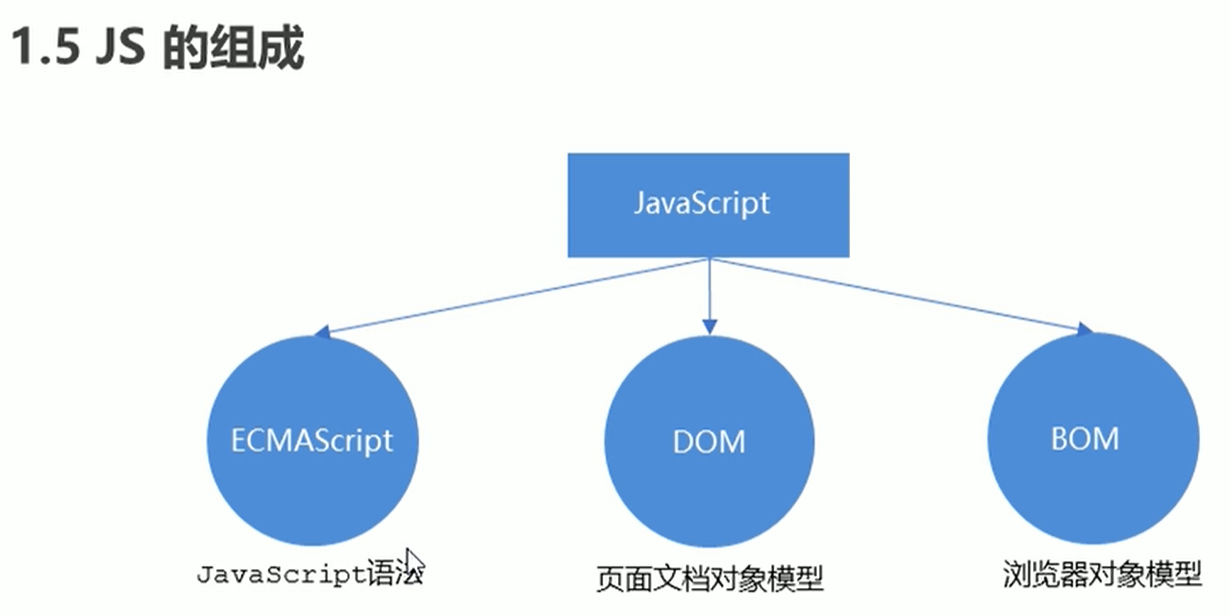 1.5 JS 的组成
JavaScript
ECMAScript
DOM
BOM
JavaScript语法
页面文档对象模型
浏览器对象模型